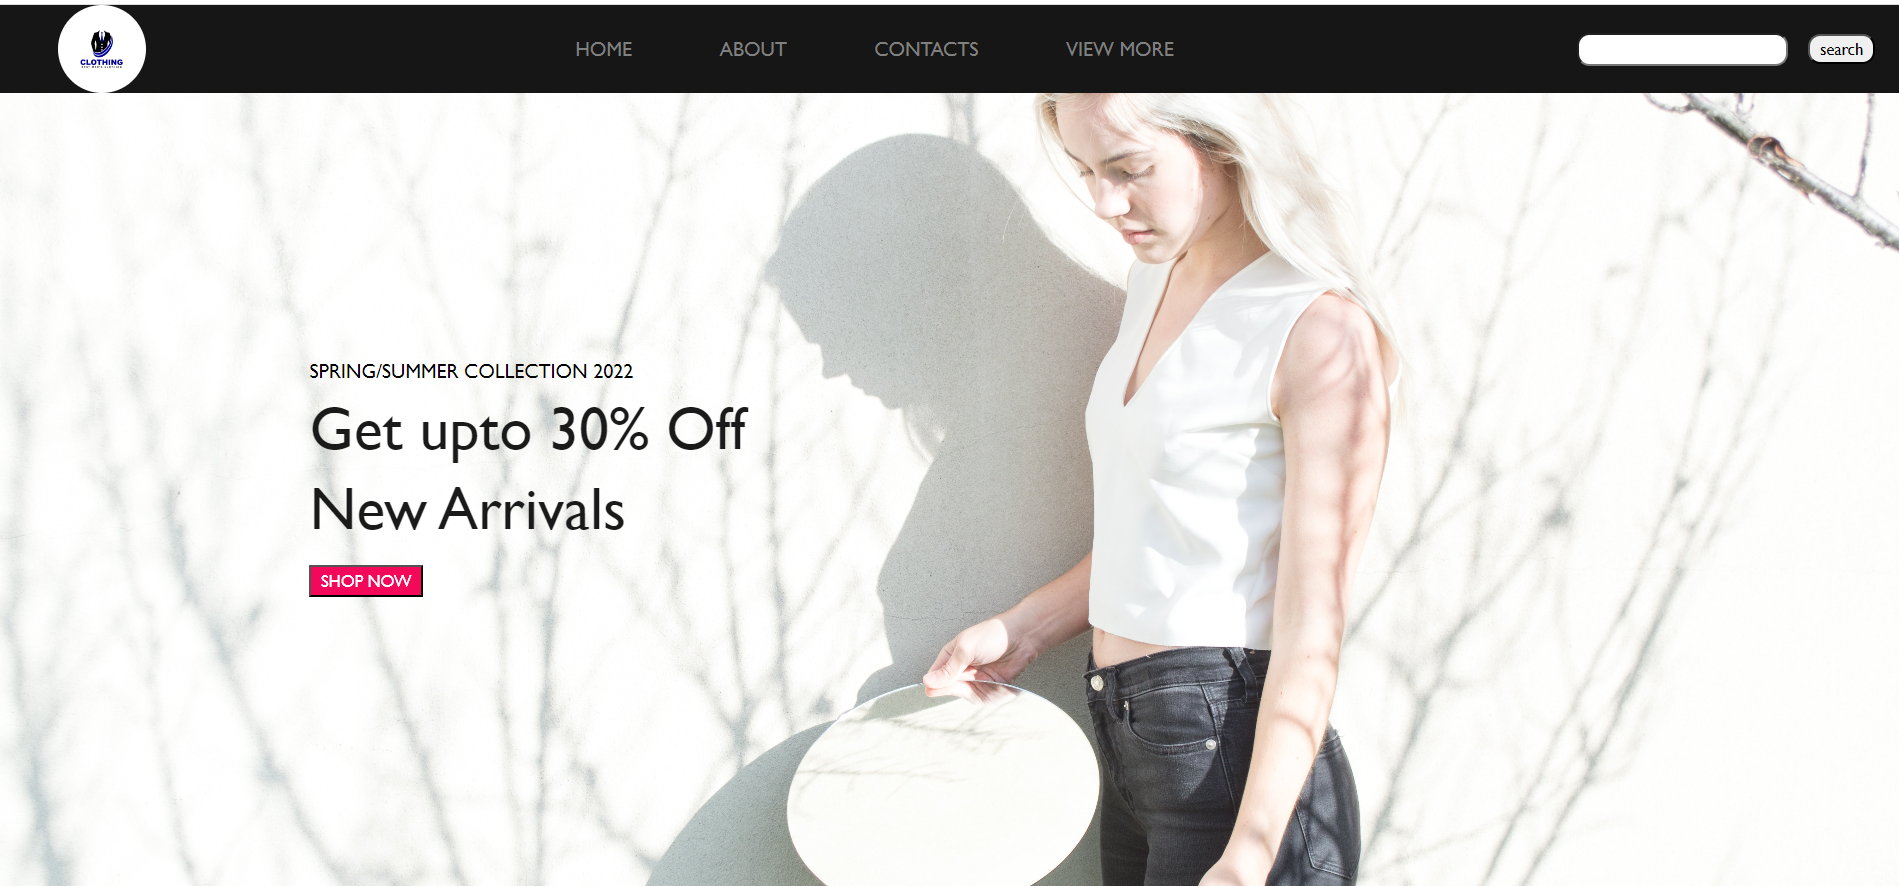 CLOTHING
HOME
ABOUT
CONTACTS
VIEW MORE
search
SPRING/SUMMER COLLECTION 2022
Get upto 30% Off
New Arrivals
SHOP NOW